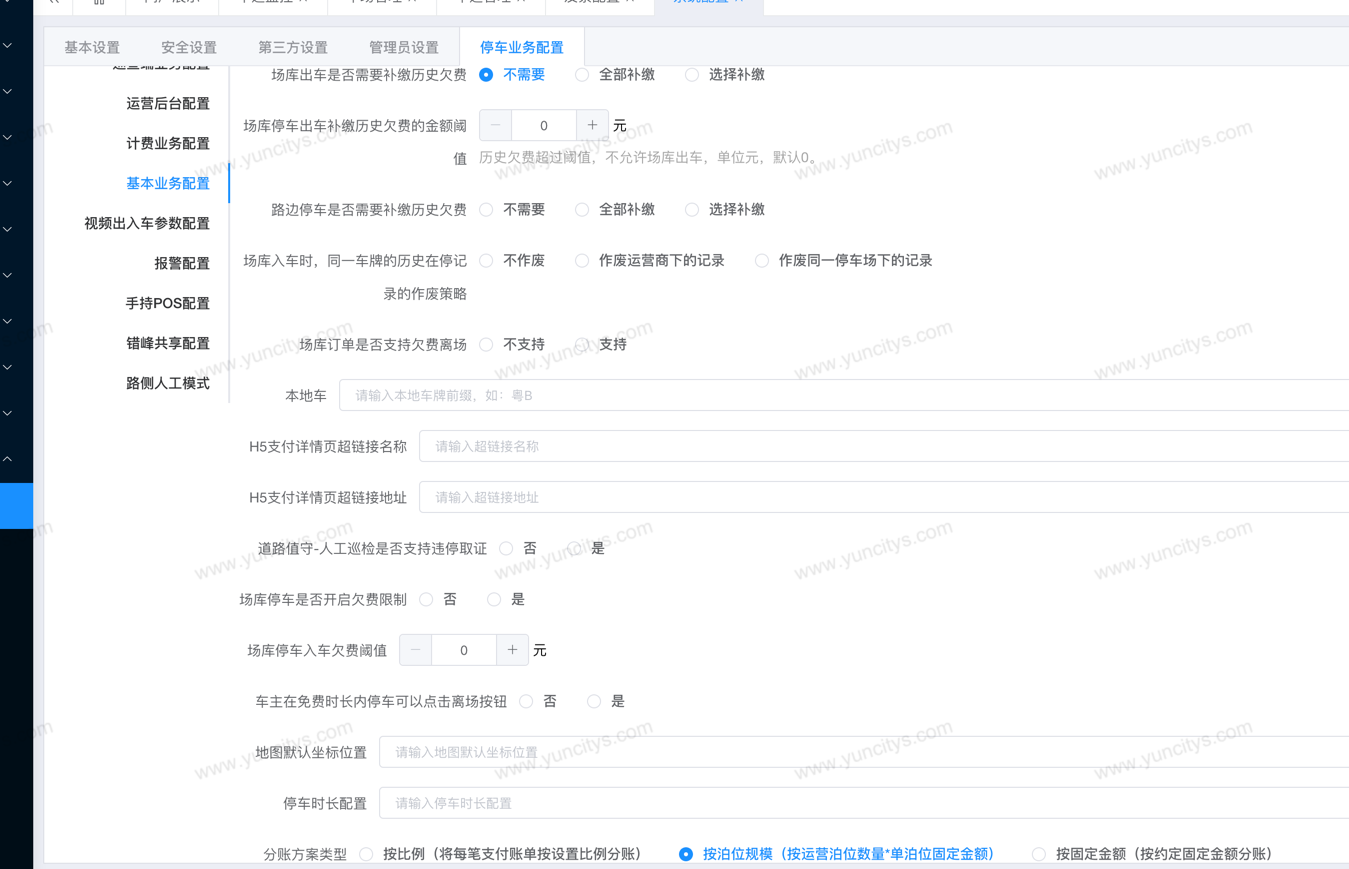 基本设置 安全设置 第三方设置 管理员设置 停车业务配置
运营后台配置
计费业务配置
基本业务配置
视频出入车参数配置
报警配置
手持POS配置
错峰共享配置
路侧人工模式
场库出车是否需要补缴历史欠费 不需要 全部补缴 选择补缴
场库停车出车补缴历史欠费的金额阈
值
0 元
历史欠费超过阈值，不允许场库出车，单位元，默认0。
路边停车是否需要补缴历史欠费 不需要 全部补缴 选择补缴
场库入车时，同一车牌的历史在停记
录的作废策略
不作废 作废运营商下的记录 作废同一停车场下的记录
场库订单是否支持欠费离场 不支持 支持
本地车 请输入本地车牌前缀，如：粤B
H5支付详情页超链接名称 请输入超链接名称
H5支付详情页超链接地址 请输入超链接地址
道路值守-人工巡检是否支持违停取证 否 是
场库停车是否开启欠费限制 否 是
场库停车入车欠费阈值 0 元
车主在免费时长内停车可以点击离场按钮 否 是
地图默认坐标位置 请输入地图默认坐标位置
停车时长配置 请输入停车时长配置
分账方案类型 按比例（将每笔支付账单按设置比例分账） 按泊位规模（按运营泊位数量*单泊位固定金额） 按固定金额（按约定固定金额分账）
www.yuncitys.com